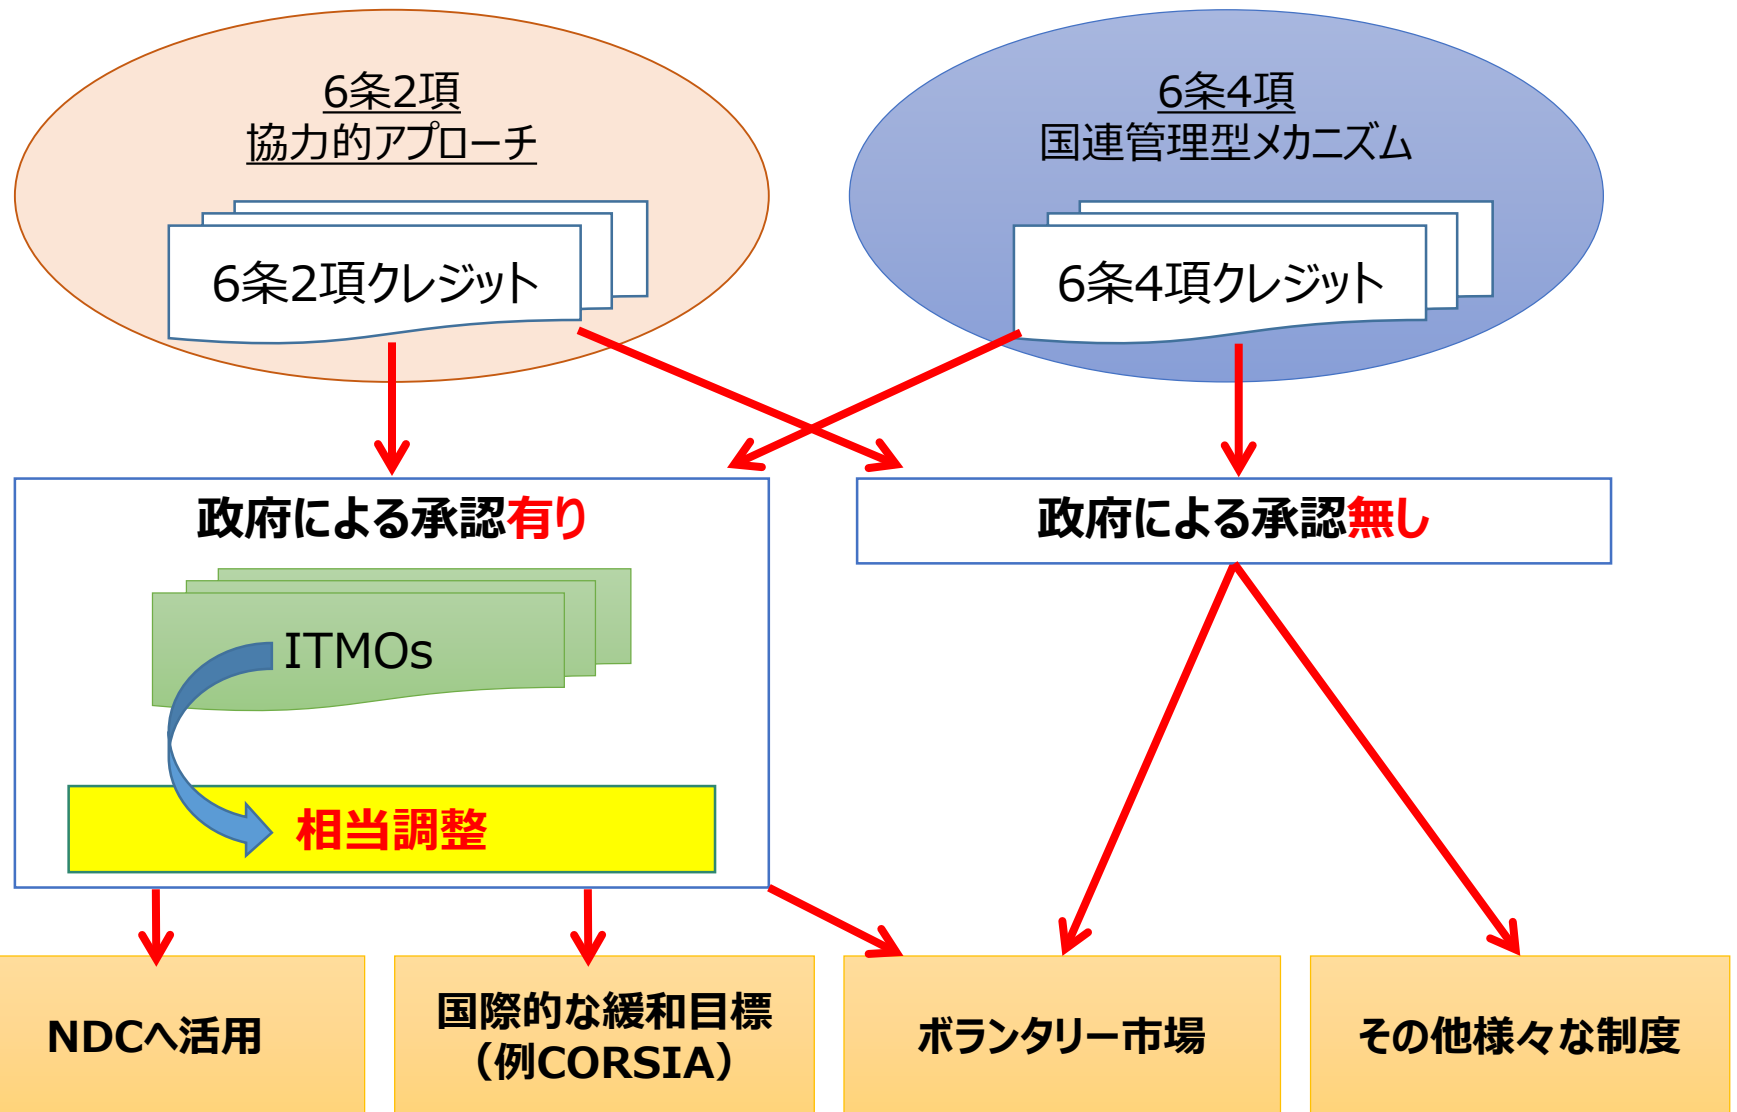 6条2項
協力的アプローチ
6条2項クレジット
6条4項
国連管理型メカニズム
6条4項クレジット
政府による承認有り
ITMOs
相当調整
政府による承認無し
NDCへ活用
国際的な緩和目標
（例CORSIA）
ボランタリー市場
その他様々な制度